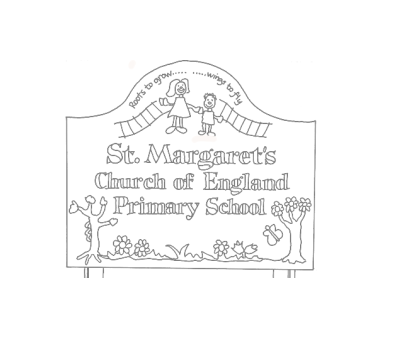 Roots to grow..... .....wings to fly
St. Margaret's
Church of England
Primary School